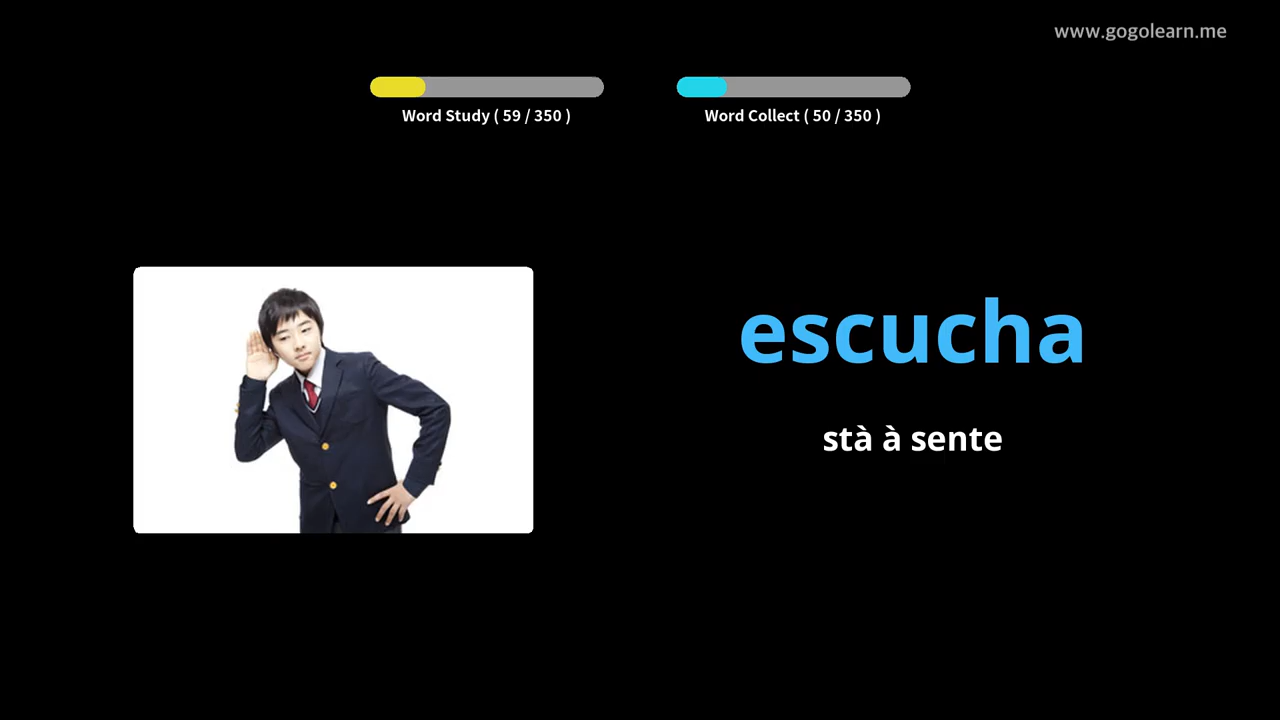 www.gogolearn.me
Word Study ( 59 / 350 )
Word Collect ( 50 / 350 )
escucha
stà à sente